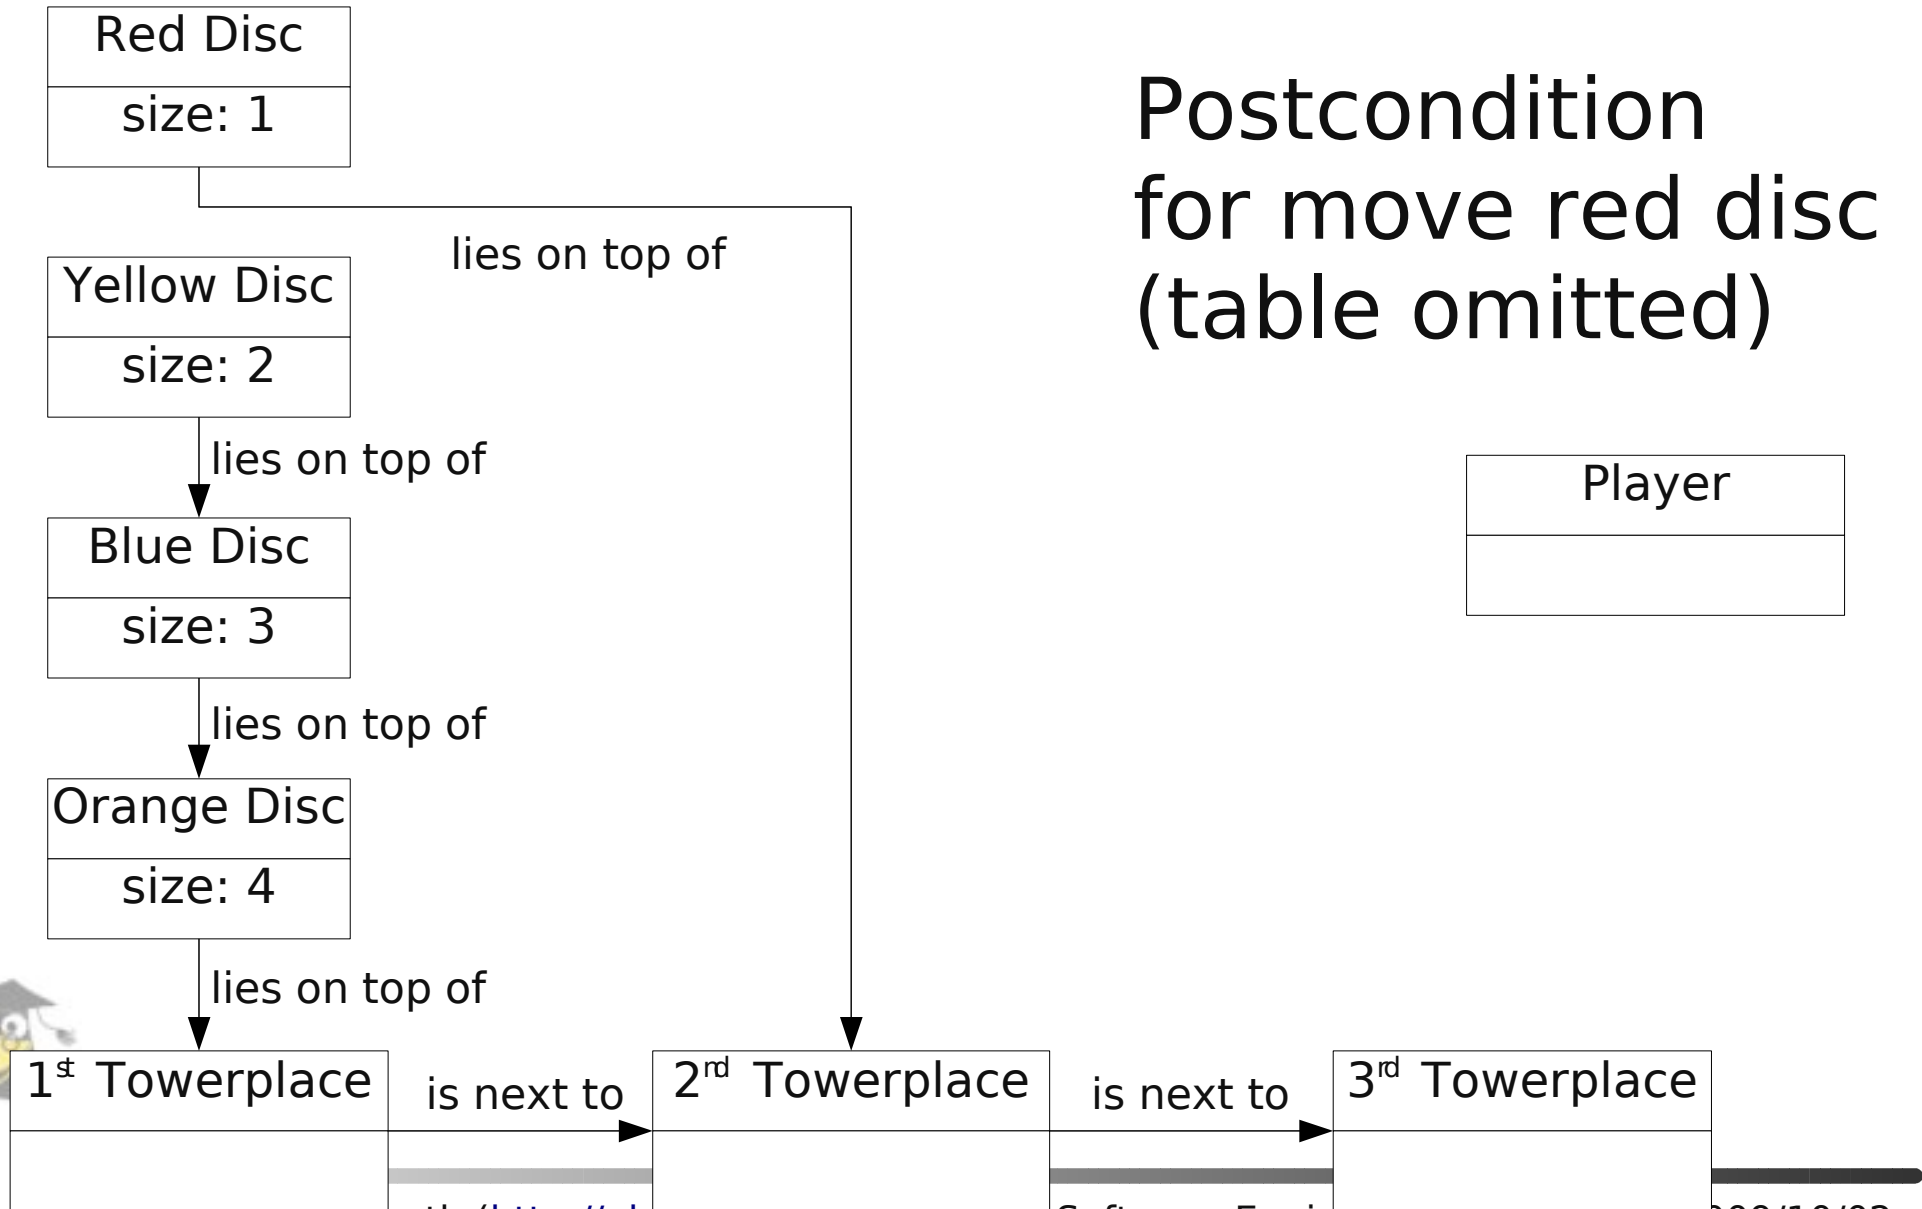 Red Disc
size: 1
Postcondition
for move red disc
(table omitted)
lies on top of
Yellow Disc
size: 2
lies on top of
Player
Blue Disc
size: 3
lies on top of
Orange Disc
size: 4
lies on top of
1st Towerplace
is next to
2nd Towerplace
is next to
3rd Towerplace